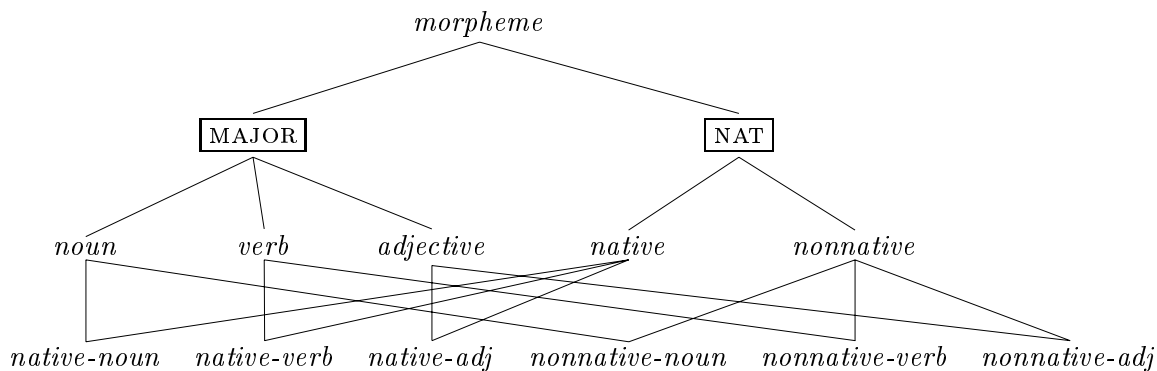 morpheme
MAJOR NAT
noun verb adjective native nonnative
native-noun native-verb native-adj nonnative-noun nonnative-verb nonnative-adj